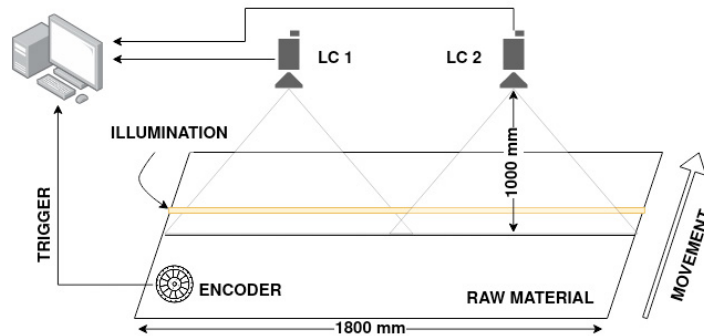 LC 1
LC 2
ILLUMINATION
1000 mm
TRIGGER
MOVEMENT
ENCODER
RAW MATERIAL
1800 mm